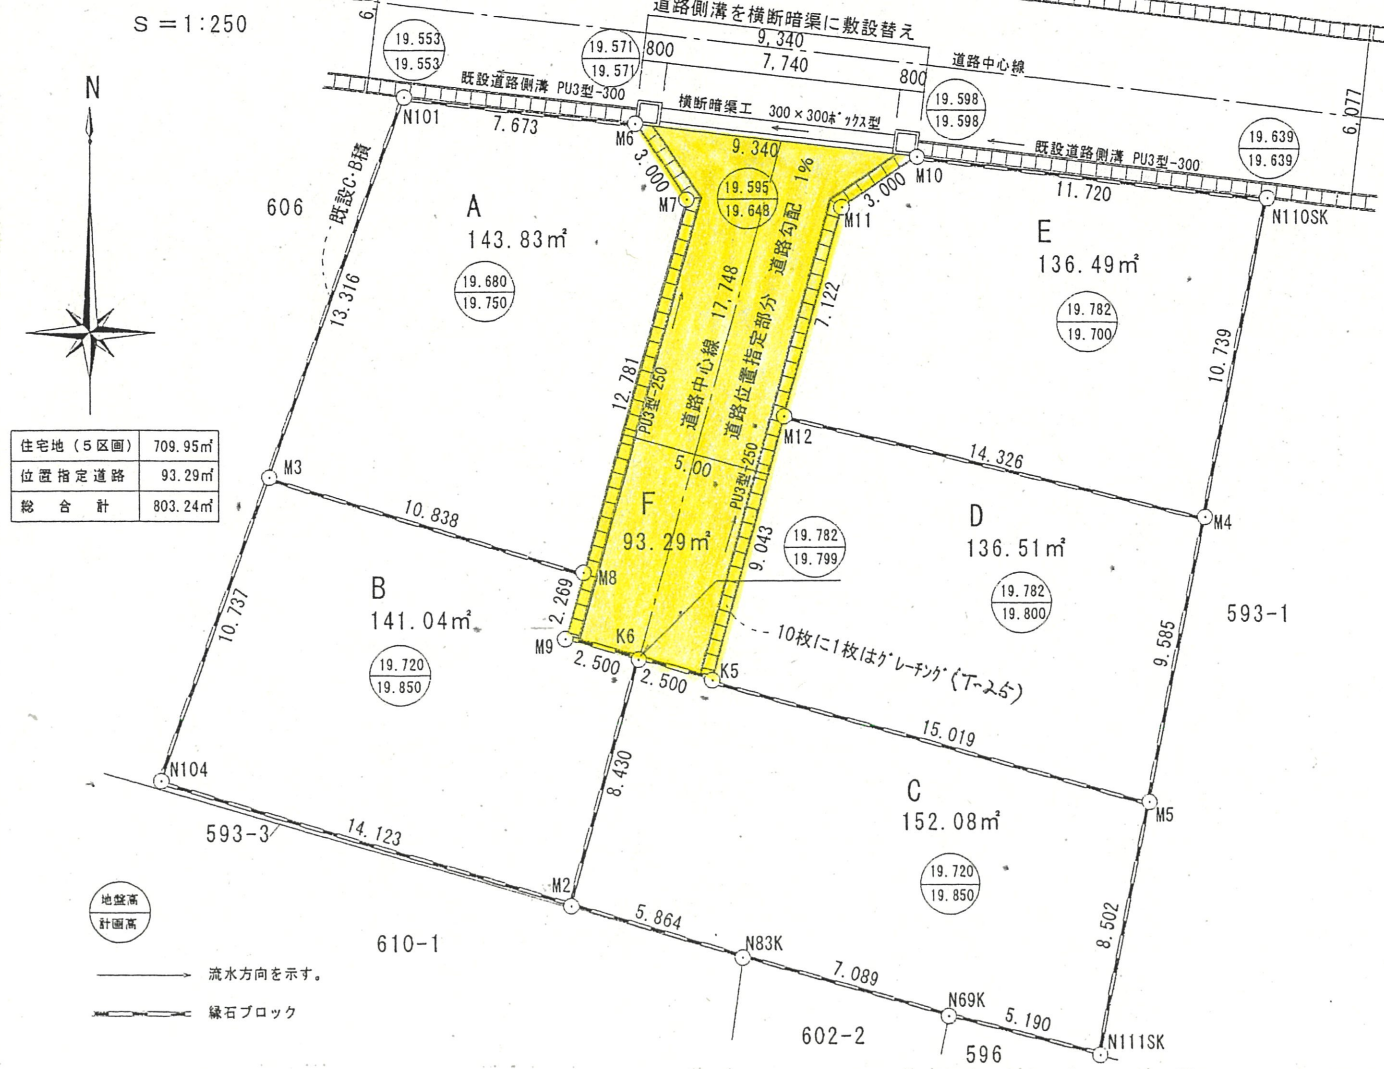 S=1:250
道路側溝を横断暗渠に敷設替え
9,340
800
7,740
800
道路中心線
6.077
6.
19.553
19.553
19.571
19.571
19.598
19.598
19.639
19.639
N
既設道路側溝 PU3型-300
横断暗渠工 300×300ボックス型
既設道路側溝 PU3型-300
N101
7.673
M6
9.340
M10
11.720
N110SK
3.000
3.000
M7
M11
19.595
19.648
道路勾配 1%
606
既設C・B積
A
143.83㎡
19.680
19.750
E
136.49㎡
19.782
19.700
13.316
12.781
PU3型-250
道路中心線 17,748
道路位置指定部分
7.122
10.739
住宅地(5区画) 709.95㎡
位置指定道路 93.29㎡
総合計 803.24㎡
M3
10.838
M8
5.00
PU3型-250
M12
14.326
M4
F
93.29㎡
9.043
19.782
19.799
D
136.51㎡
19.782
19.800
593-1
B
141.04㎡
19.720
19.850
10.737
2.269
M9
K6
K5
2.500
2.500
10枚に1枚はグレーチング(T-25)
9.585
15.019
M5
N104
593-3
14.123
8.430
M2
C
152.08㎡
19.720
19.850
8.502
地盤高
計画高
610-1
5.864
N83K
7.089
N69K
5.190
N111SK
流水方向を示す。
縁石ブロック
602-2
596